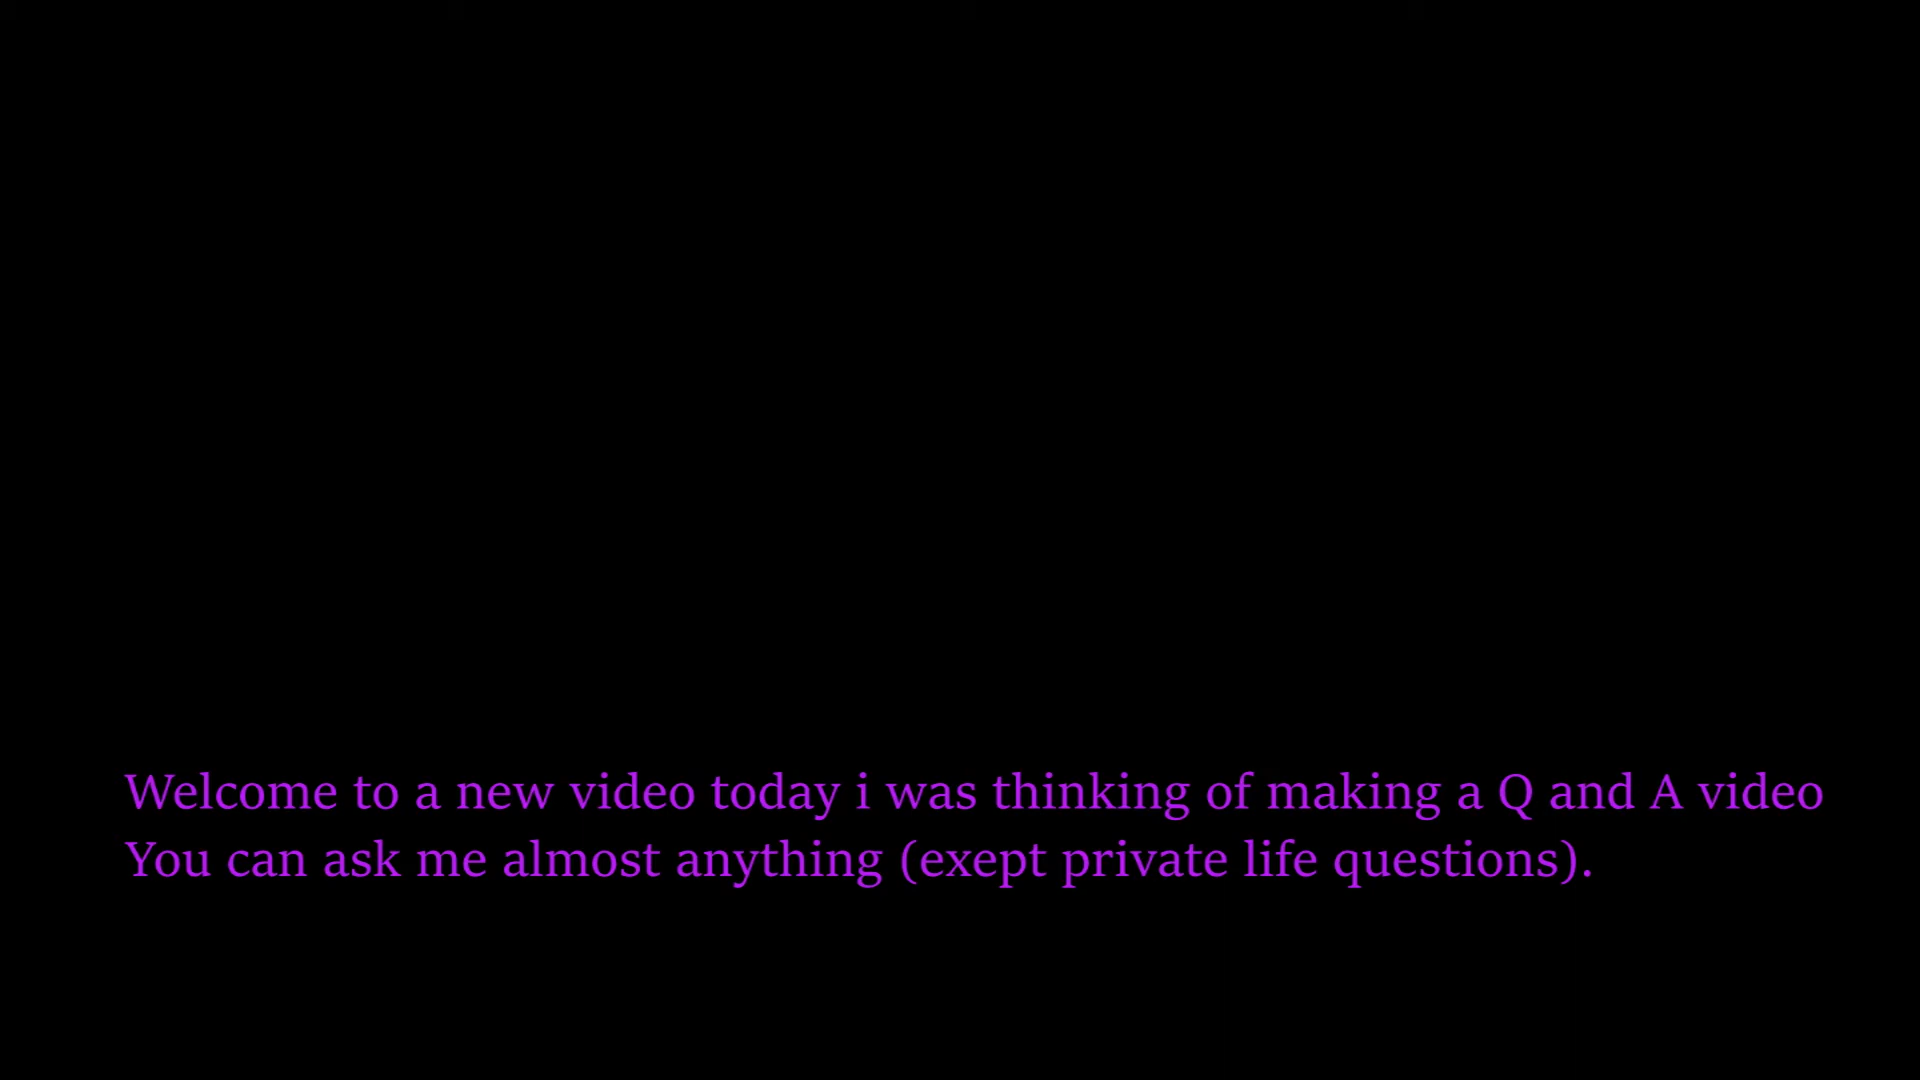 Welcome to a new video today i was thinking of making a Q and A video
You can ask me almost anything (exept private life questions).